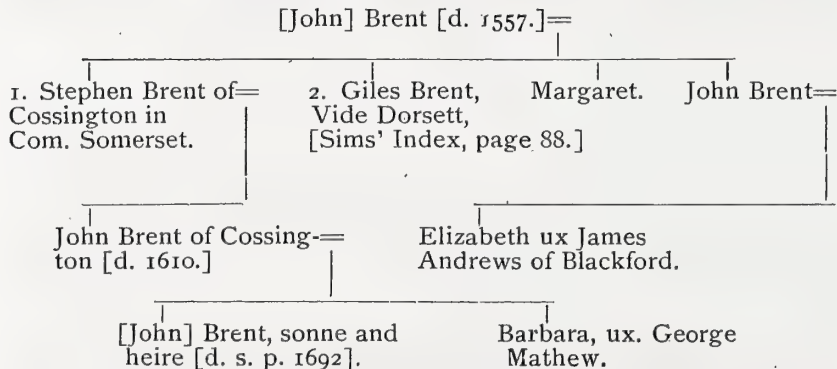 [John] Brent [d. 1557.]=
1. Stephen Brent of=
Cossington in
Com. Somerset.
2. Giles Brent,
Vide Dorsett,
[Sims' Index, page 88.]
Margaret.
John Brent=
John Brent of Cossing-=
ton [d. 1610.]
Elizabeth ux James
Andrews of Blackford.
[John] Brent, sonne and
heire [d. s. p. 1692].
Barbara, ux. George
Mathew.